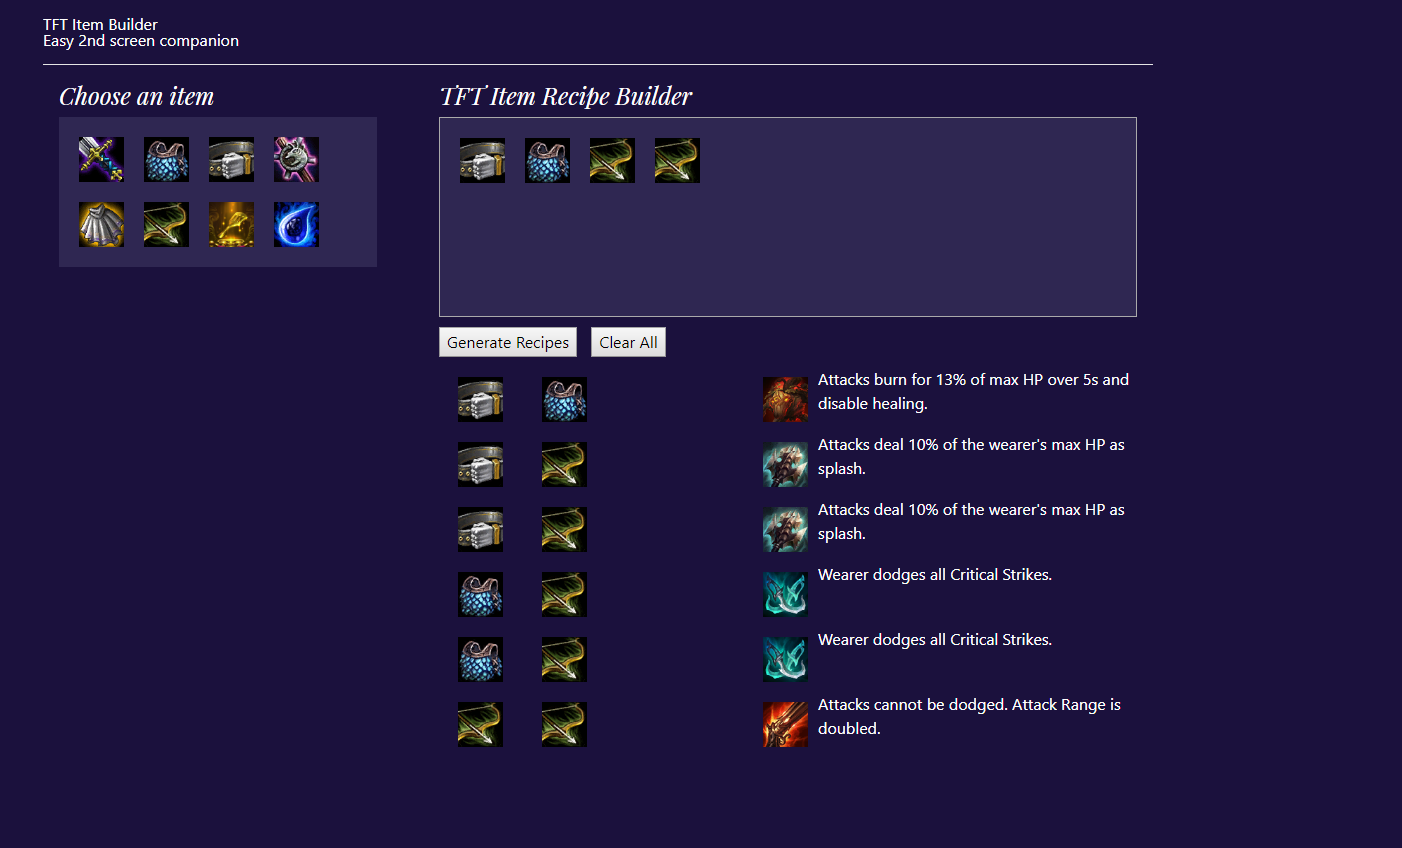 TFT Item Builder
Easy 2nd screen companion
Choose an item
TFT Item Recipe Builder
Generate Recipes
Clear All
Attacks burn for 13% of max HP over 5s and
disable healing.
Attacks deal 10% of the wearer's max HP as
splash.
Attacks deal 10% of the wearer's max HP as
splash.
Wearer dodges all Critical Strikes.
Wearer dodges all Critical Strikes.
Attacks cannot be dodged. Attack Range is
doubled.